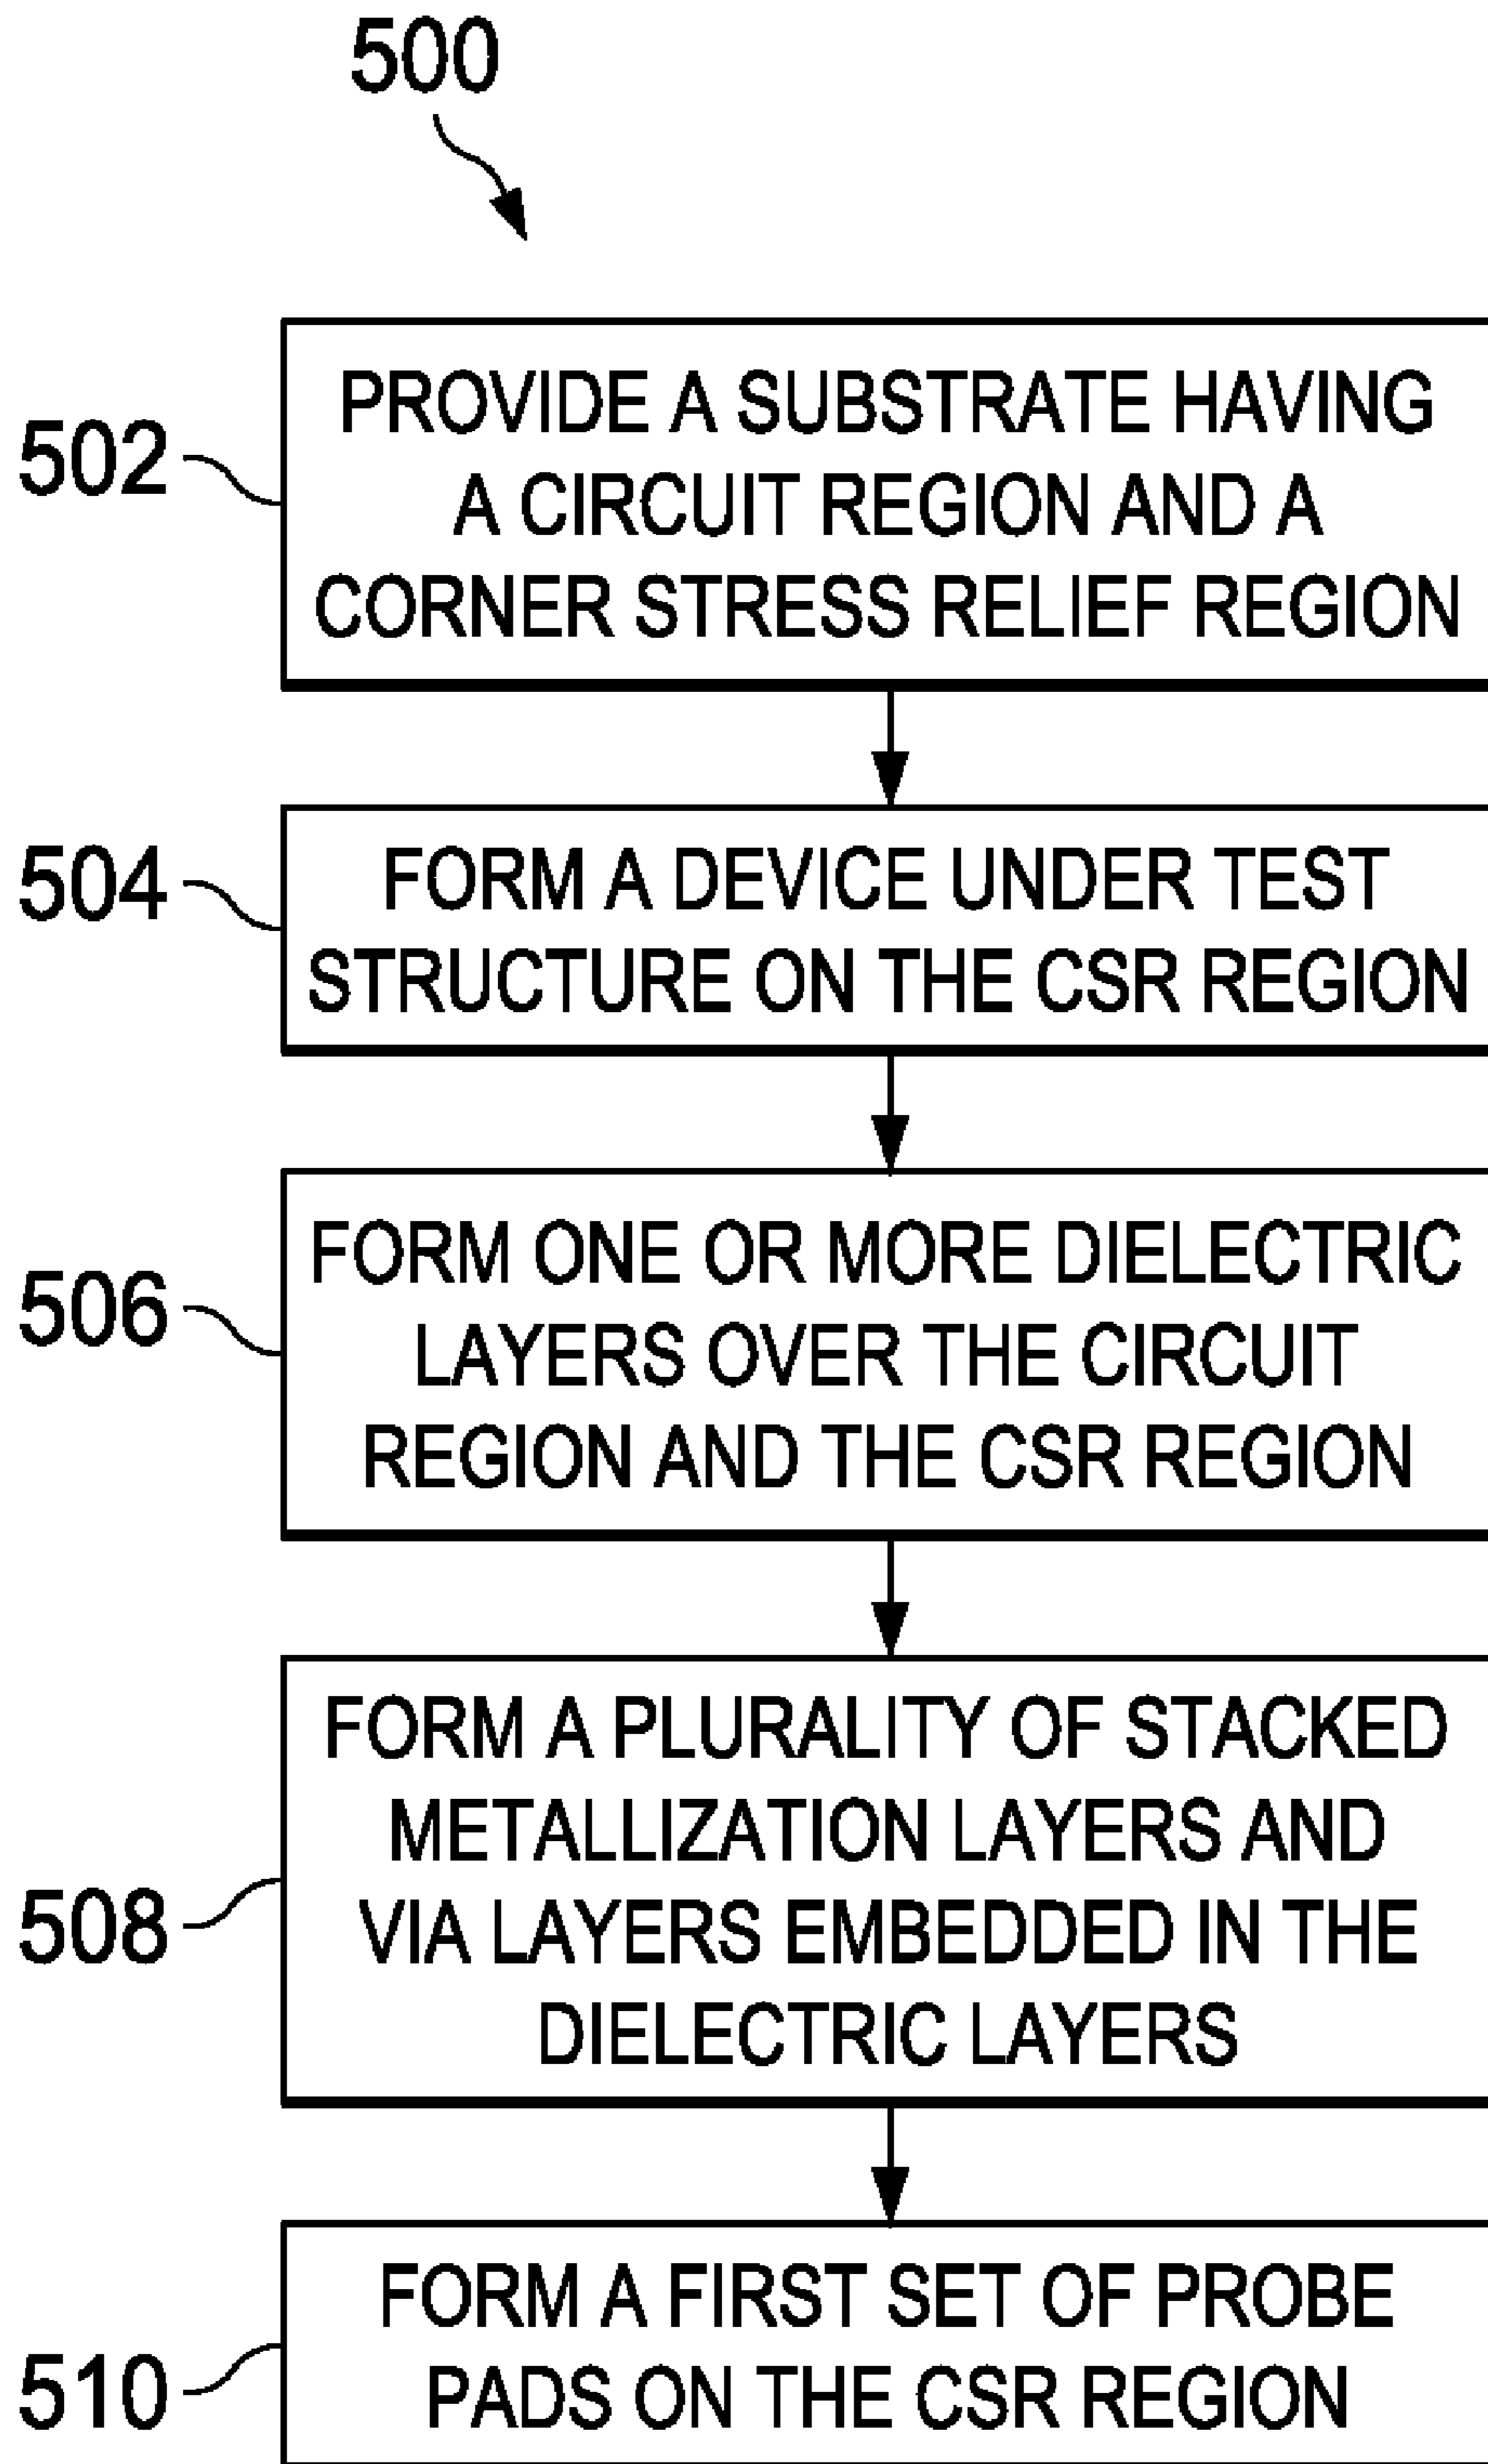 500
502
PROVIDE A SUBSTRATE HAVING
A CIRCUIT REGION AND A
CORNER STRESS RELIEF REGION
504
FORM A DEVICE UNDER TEST
STRUCTURE ON THE CSR REGION
506
FORM ONE OR MORE DIELECTRIC
LAYERS OVER THE CIRCUIT
REGION AND THE CSR REGION
508
FORM A PLURALITY OF STACKED
METALLIZATION LAYERS AND
VIA LAYERS EMBEDDED IN THE
DIELECTRIC LAYERS
510
FORM A FIRST SET OF PROBE
PADS ON THE CSR REGION